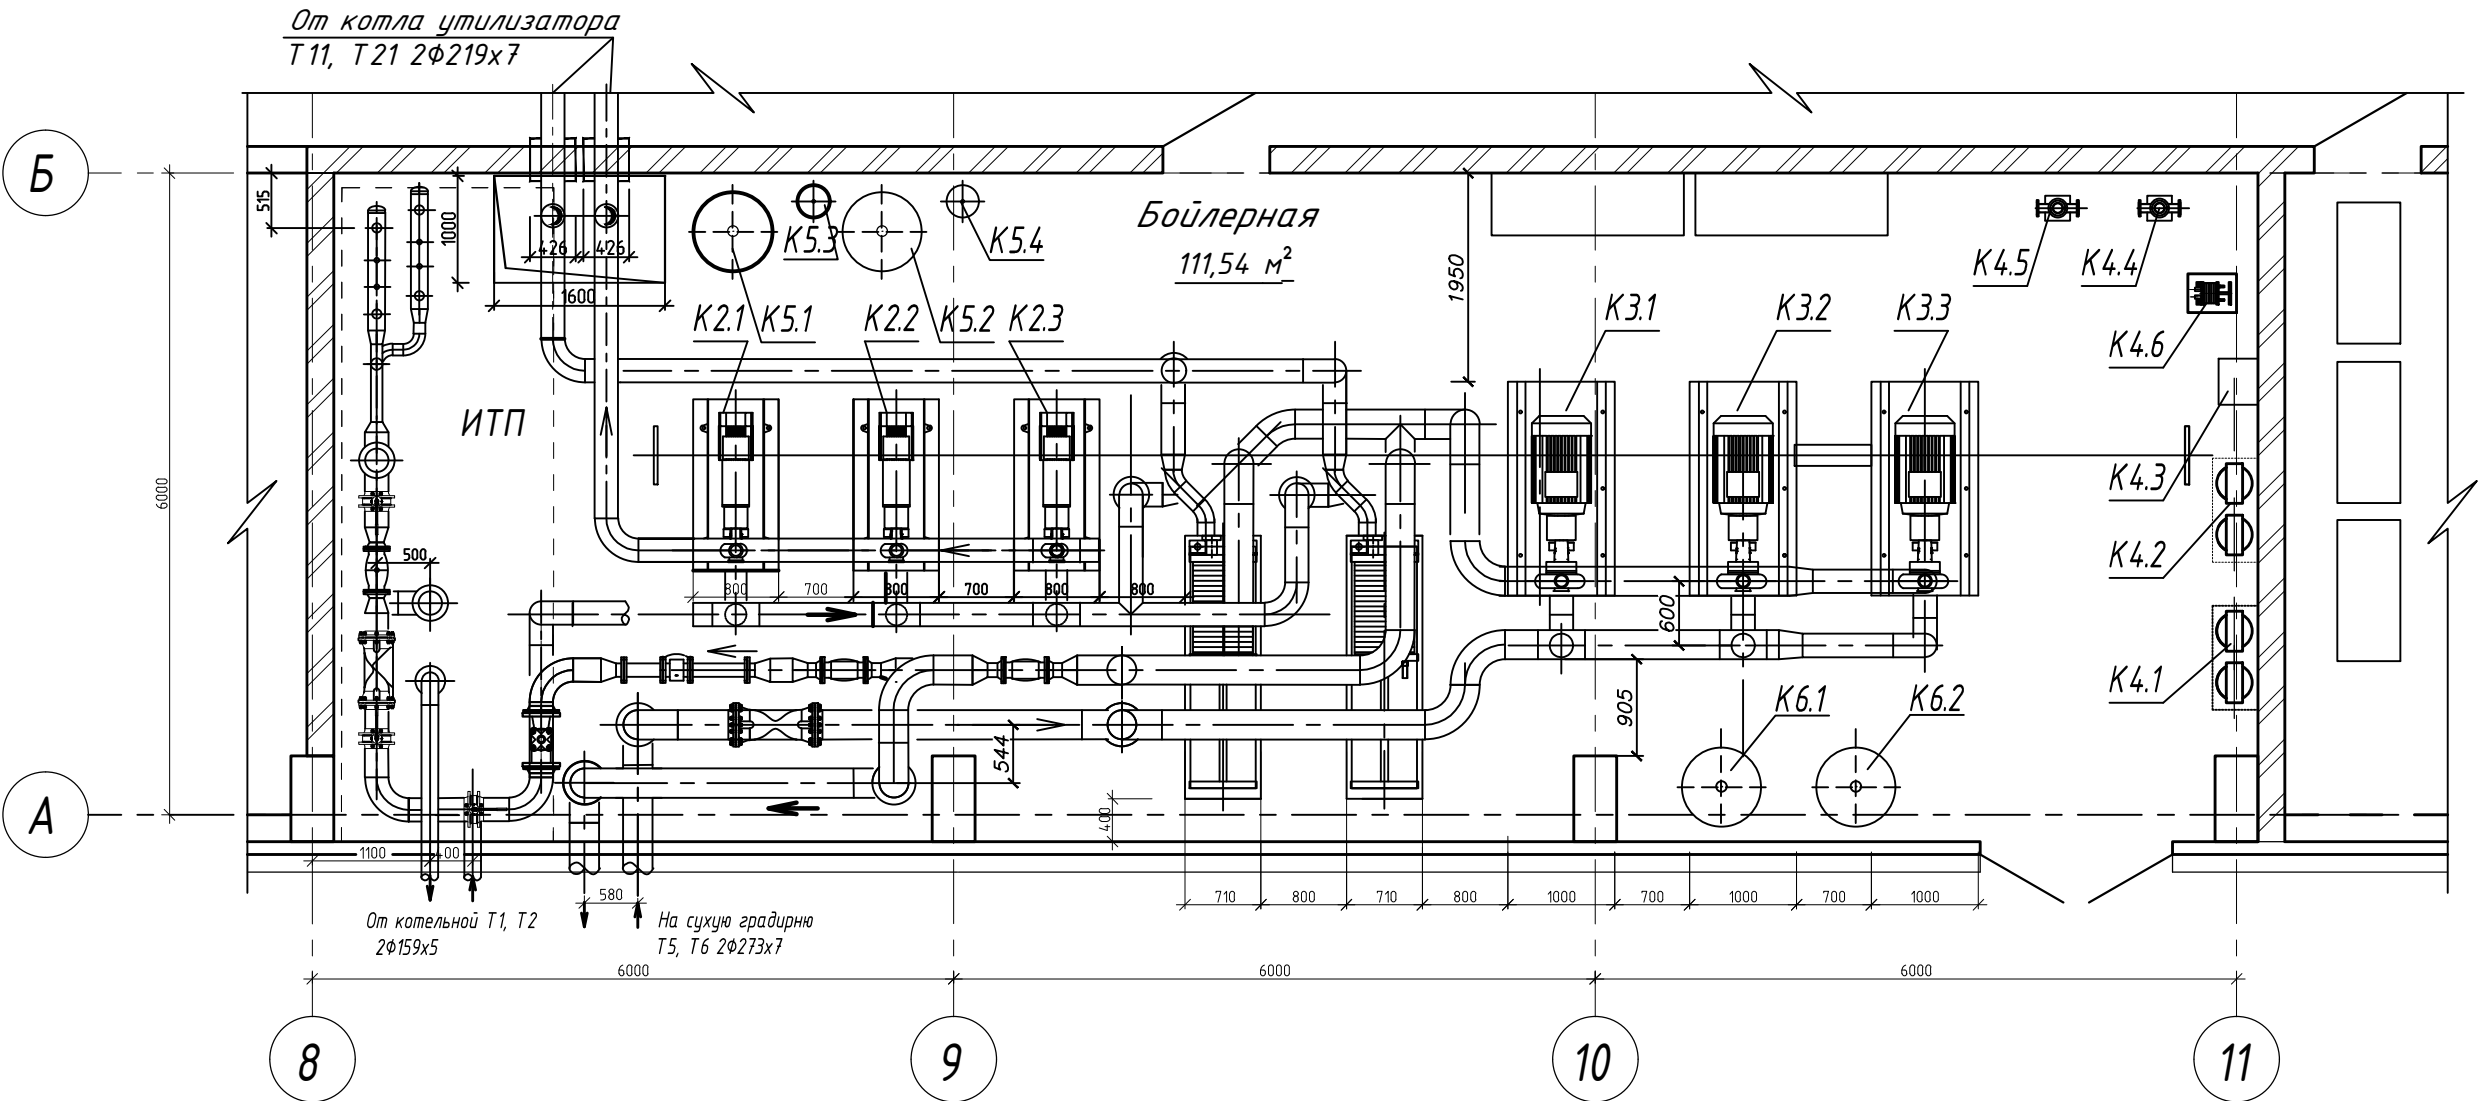 От котла утилизатора
Т11, Т21 2Ф219х7
Б
515
1000
426
426
1600
К5.3
К5.4
Бойлерная
111,54 м²
1950
К4.5
К4.4
К2.1
К5.1
К2.2
К5.2
К2.3
К3.1
К3.2
К3.3
К4.6
ИТП
6000
К4.3
500
К4.2
800
700
800
700
800
800
600
К4.1
905
К6.1
К6.2
544
А
400
1100
400
580
710
800
710
800
1000
700
1000
700
1000
От котельной Т1, Т2
2Ф159х5
На сухую градирню
Т5, Т6 2Ф273х7
6000
6000
6000
8
9
10
11